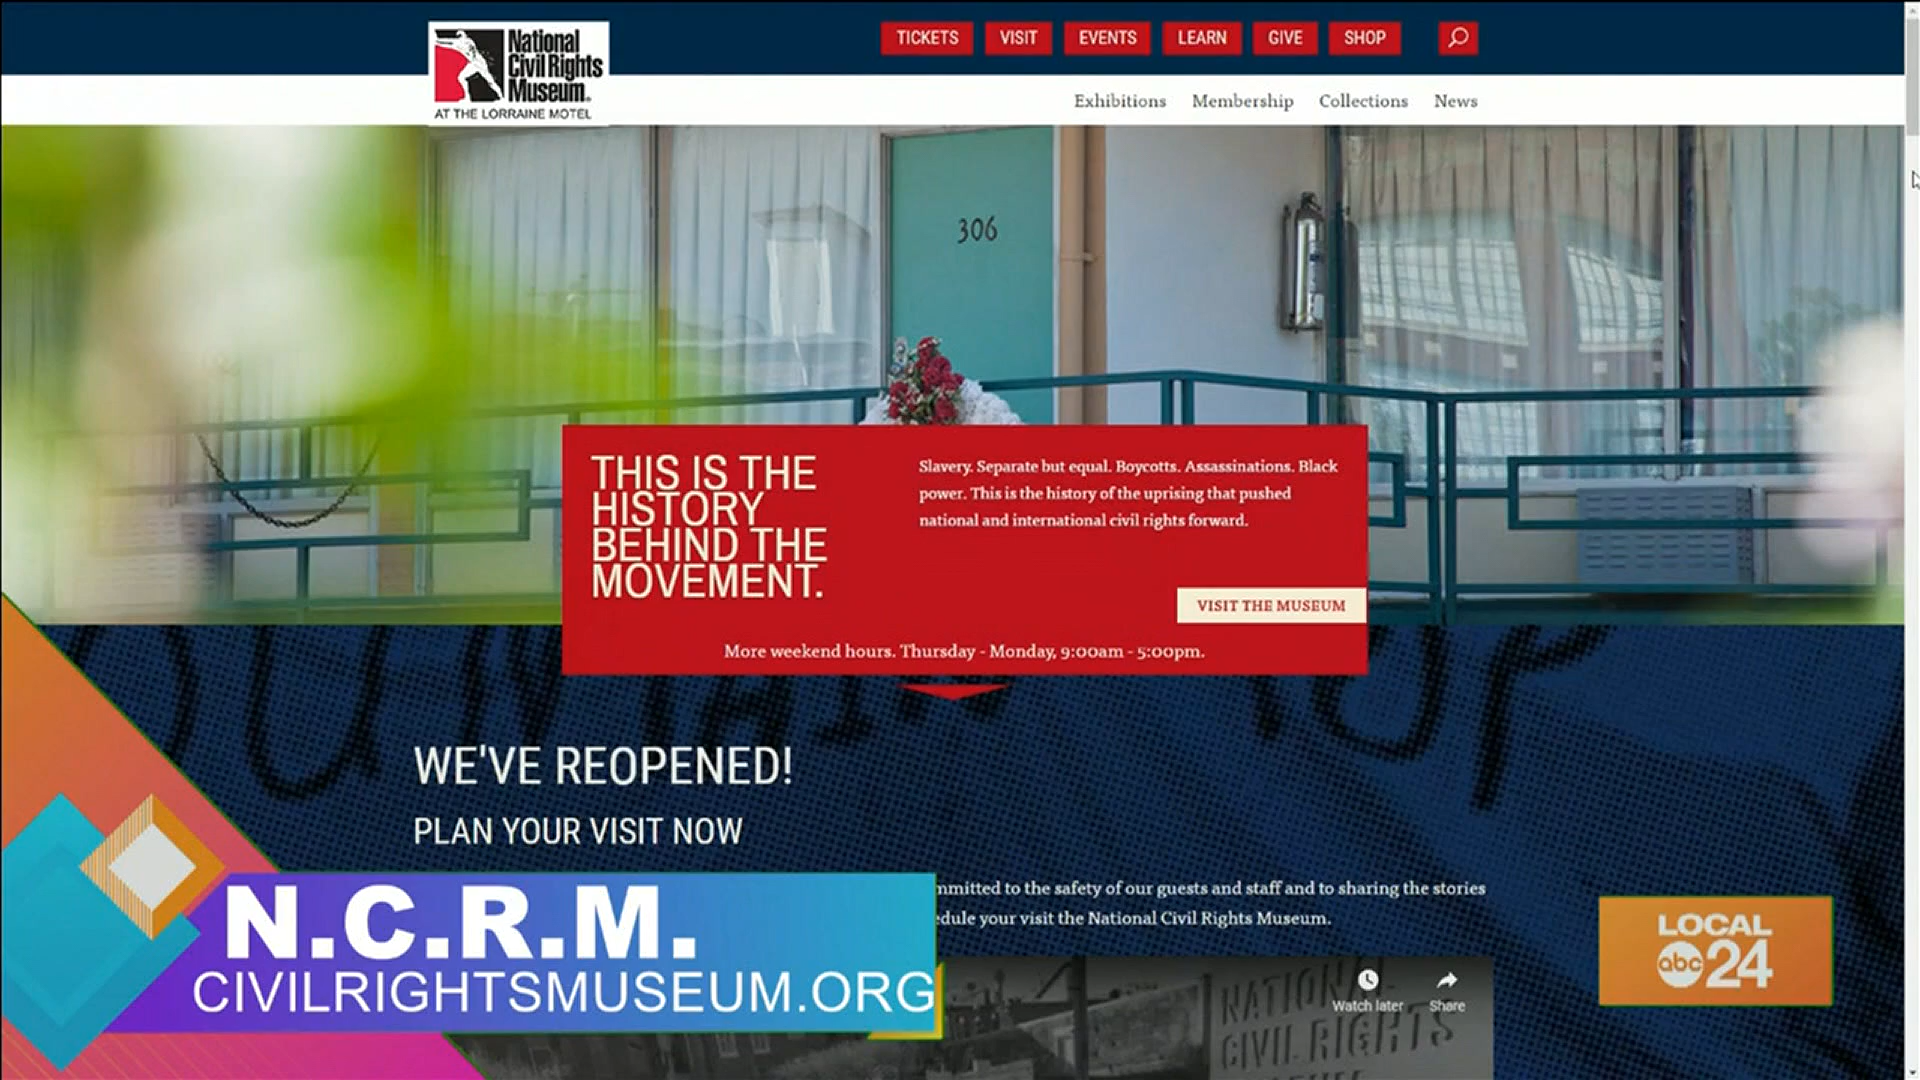 National
Civil Rights
Museum
AT THE LORRAINE MOTEL
TICKETS
VISIT
EVENTS
LEARN
GIVE
SHOP
Exhibitions
Membership
Collections
News
306
THIS IS THE
HISTORY
BEHIND THE
MOVEMENT.
Slavery. Separate but equal. Boycotts. Assassinations. Black
power. This is the history of the uprising that pushed
national and international civil rights forward.
VISIT THE MUSEUM
More weekend hours. Thursday - Monday, 9:00am - 5:00pm.
WE'VE REOPENED!
PLAN YOUR VISIT NOW
to the safety of our guests and staff and to sharing the stories
your visit the National Civil Rights Museum.
N.C.R.M.
CIVILRIGHTSMUSEUM.ORG
Watch later
Share
NATIONAL
CIVIL RIGHTS
LOCAL
abc 24